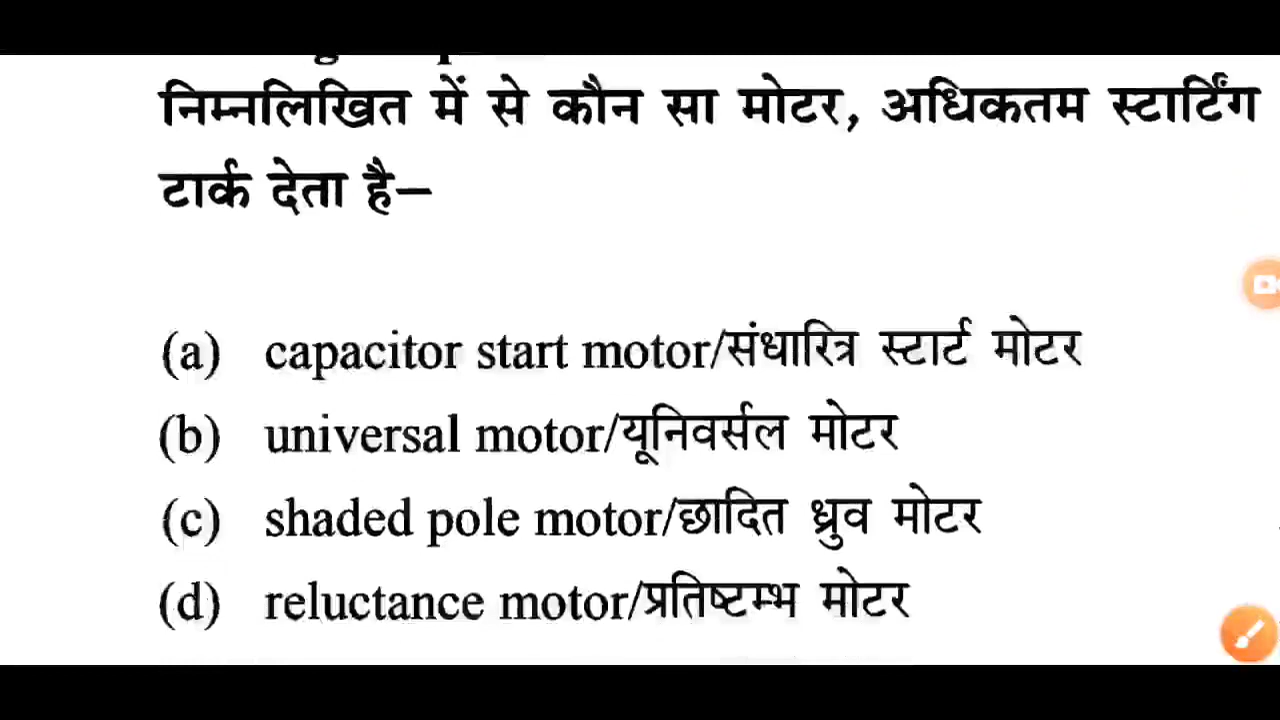 निम्नलिखित में से कौन सा मोटर, अधिकतम स्टार्टिंग
टार्क देता है–
(a) capacitor start motor/संधारित्र स्टार्ट मोटर
(b) universal motor/यूनिवर्सल मोटर
(c) shaded pole motor/छादित ध्रुव मोटर
(d) reluctance motor/प्रतिष्टम्भ मोटर